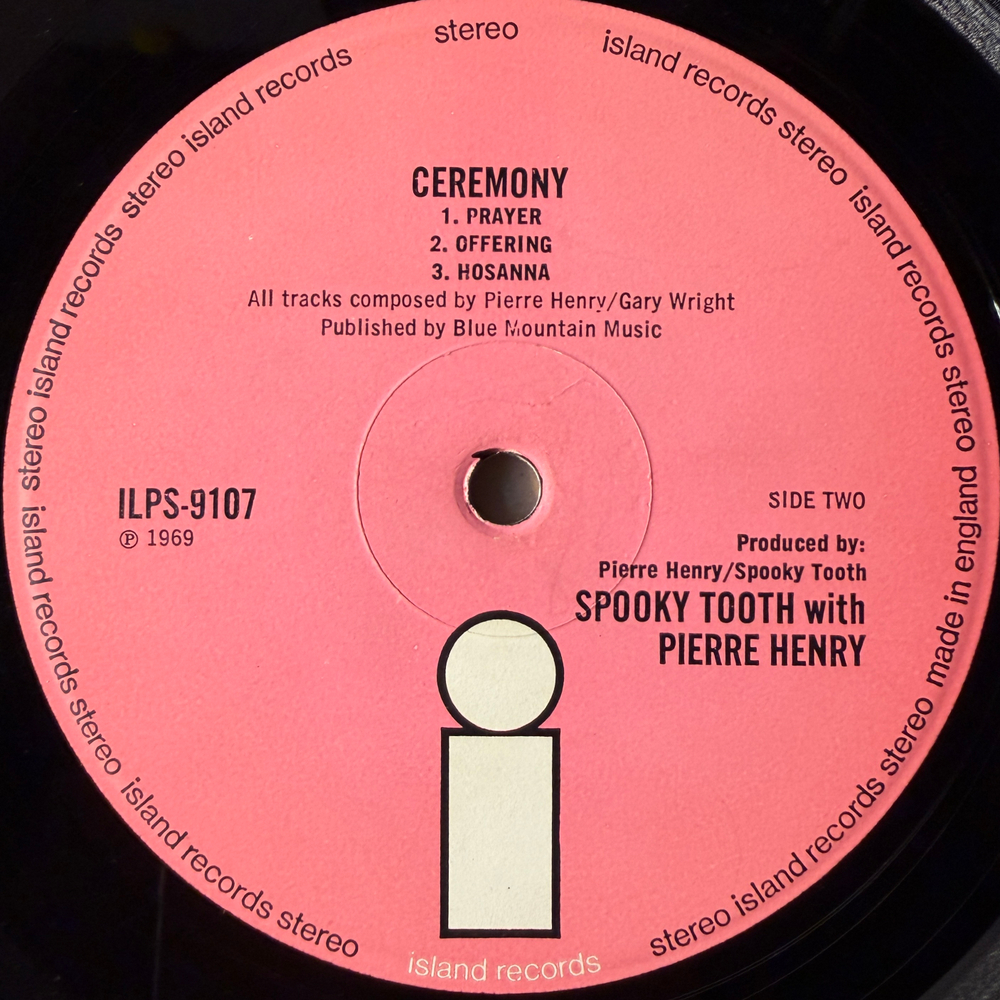 stereo
island records stereo island records stereo made in england
CEREMONY
1. PRAYER
2. OFFERING
3. HOSANNA
All tracks composed by Pierre Henry/Gary Wright
Published by Blue Mountain Music
ILPS-9107
℗ 1969
SIDE TWO
Produced by:
Pierre Henry/Spooky Tooth
SPOOKY TOOTH with
PIERRE HENRY
stereo island records stereo
island records stereo island records stereo
stereo island records stereo island records
island records